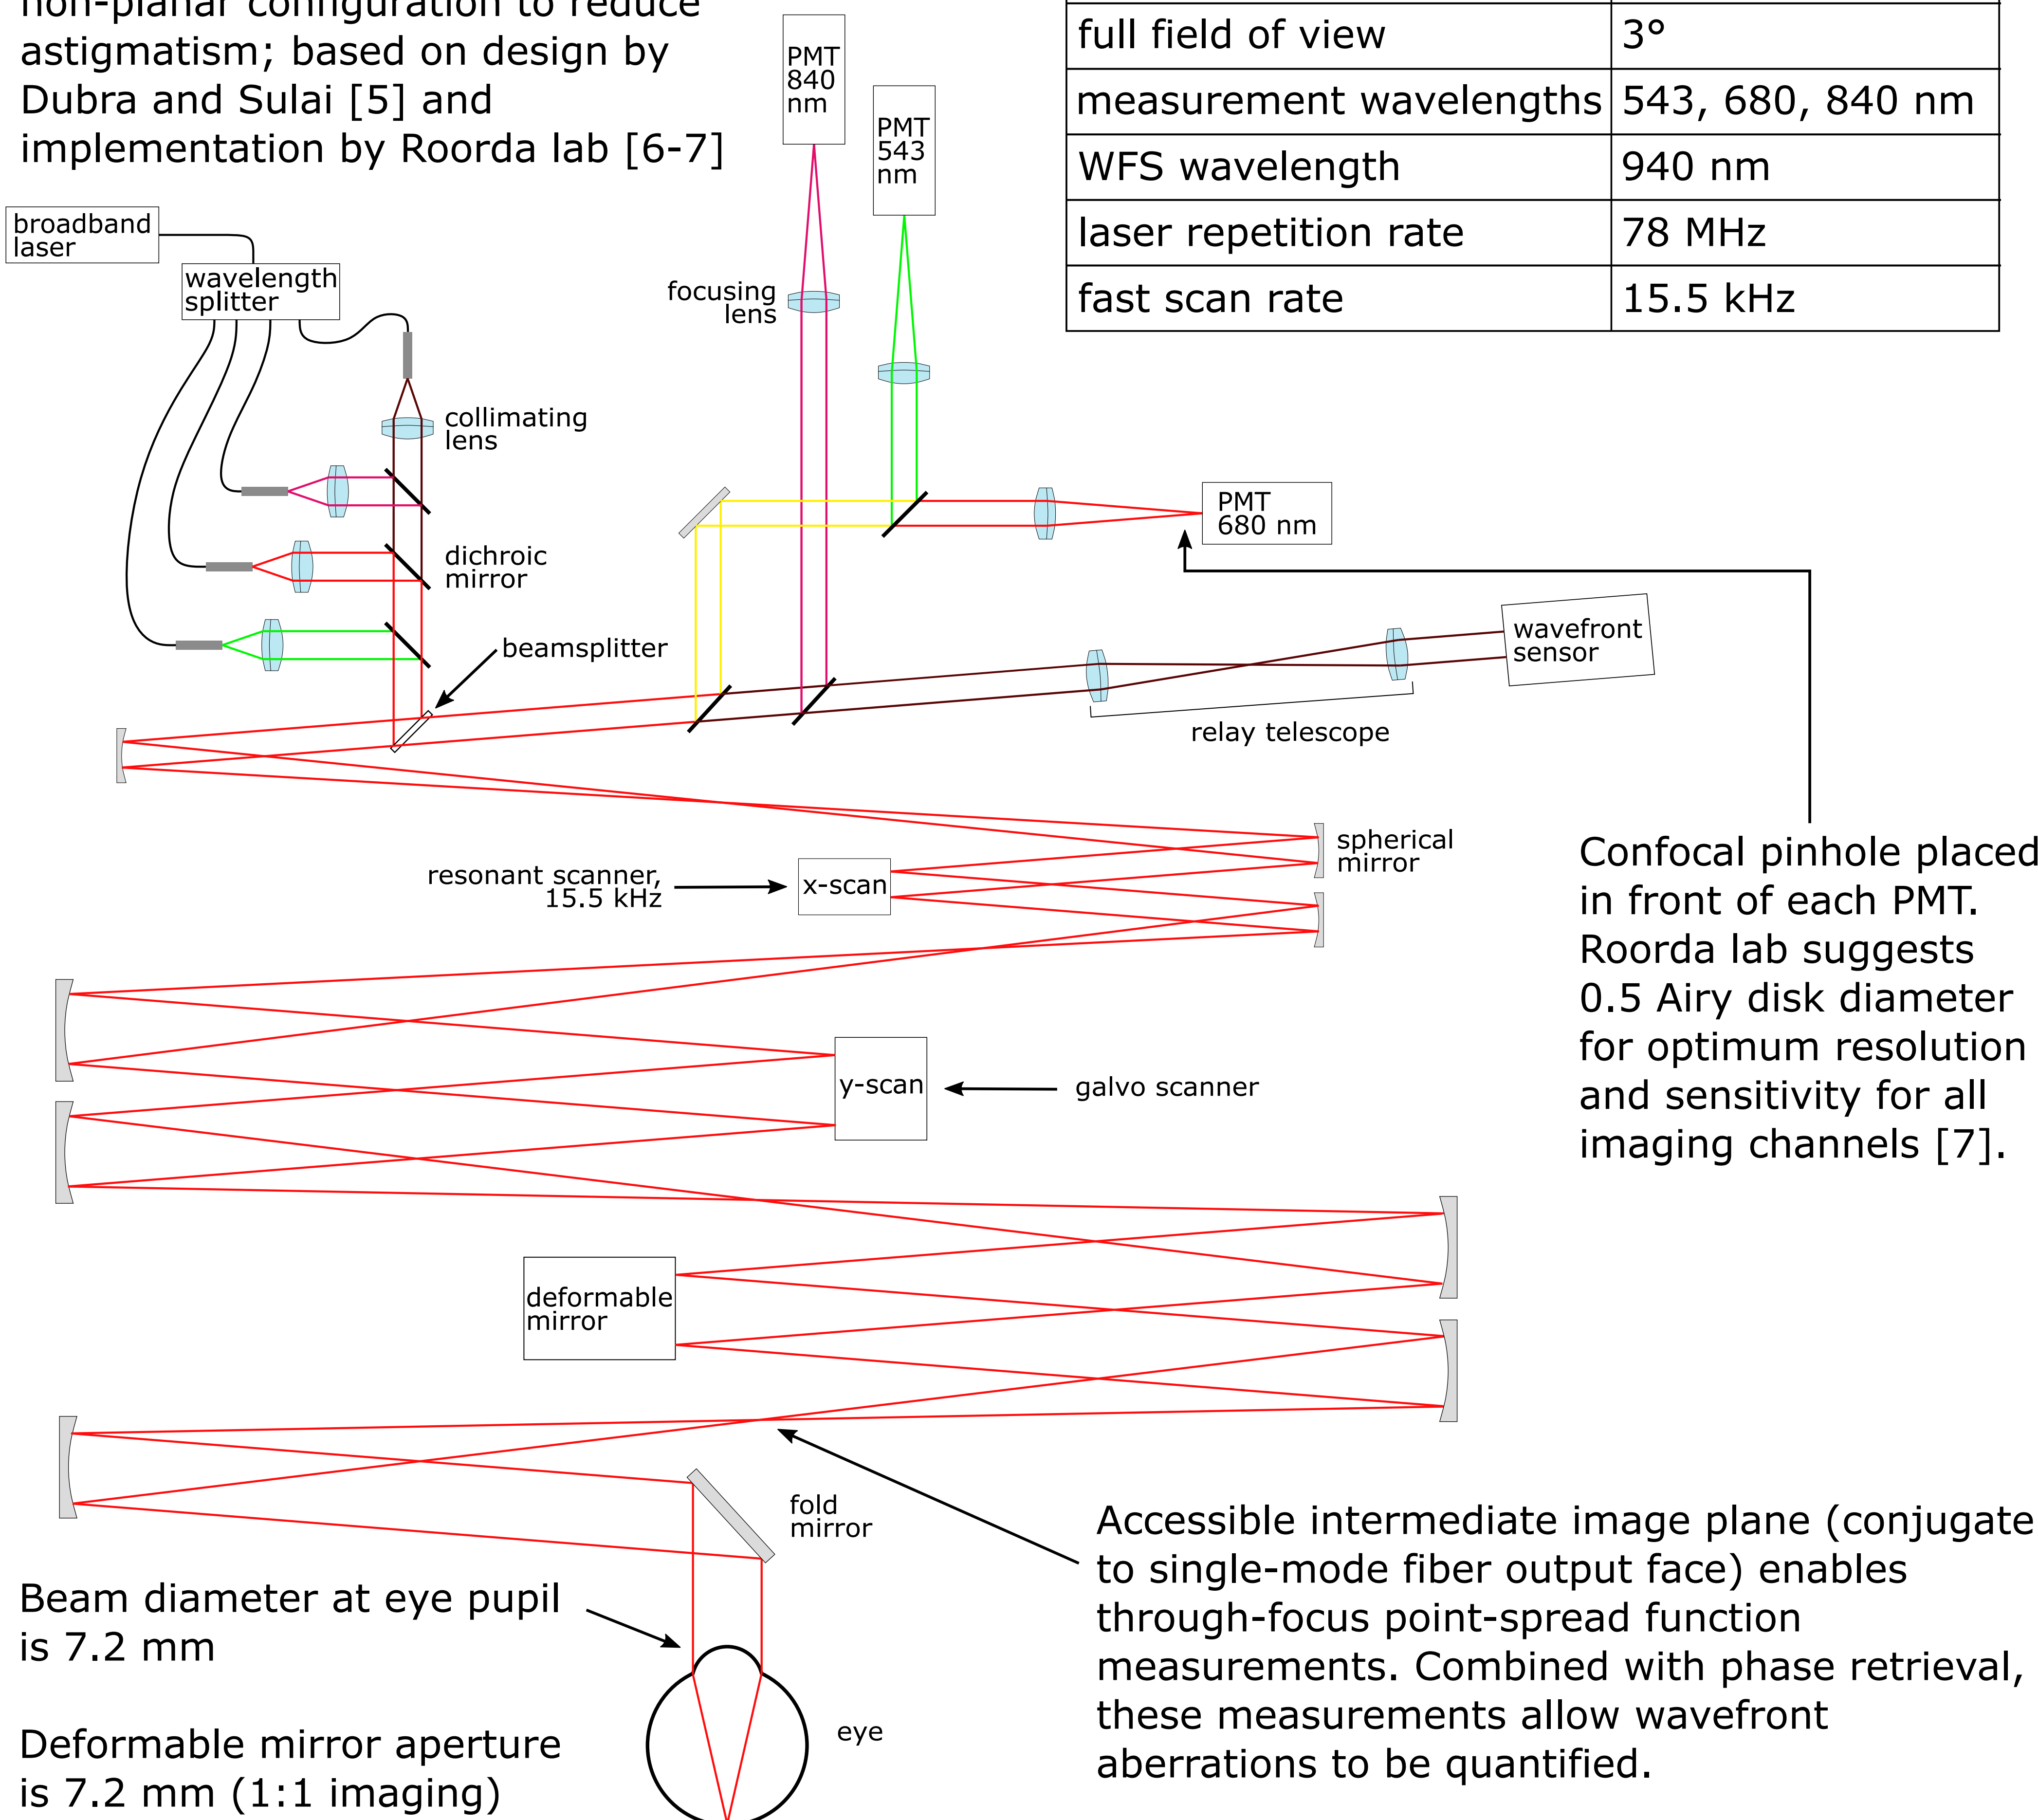 non-planar configuration to reduce
astigmatism; based on design by
Dubra and Sulai [5] and
implementation by Roorda lab [6-7]
full field of view 3°
measurement wavelengths 543, 680, 840 nm
WFS wavelength 940 nm
laser repetition rate 78 MHz
fast scan rate 15.5 kHz
PMT
840
nm
PMT
543
nm
broadband
laser
wavelength
splitter
focusing
lens
collimating
lens
PMT
680 nm
dichroic
mirror
beamsplitter
wavefront
sensor
relay telescope
spherical
mirror
resonant scanner,
15.5 kHz
x-scan
Confocal pinhole placed
in front of each PMT.
Roorda lab suggests
0.5 Airy disk diameter
for optimum resolution
and sensitivity for all
imaging channels [7].
y-scan
galvo scanner
deformable
mirror
fold
mirror
Accessible intermediate image plane (conjugate
to single-mode fiber output face) enables
through-focus point-spread function
measurements. Combined with phase retrieval,
these measurements allow wavefront
aberrations to be quantified.
Beam diameter at eye pupil
is 7.2 mm
eye
Deformable mirror aperture
is 7.2 mm (1:1 imaging)